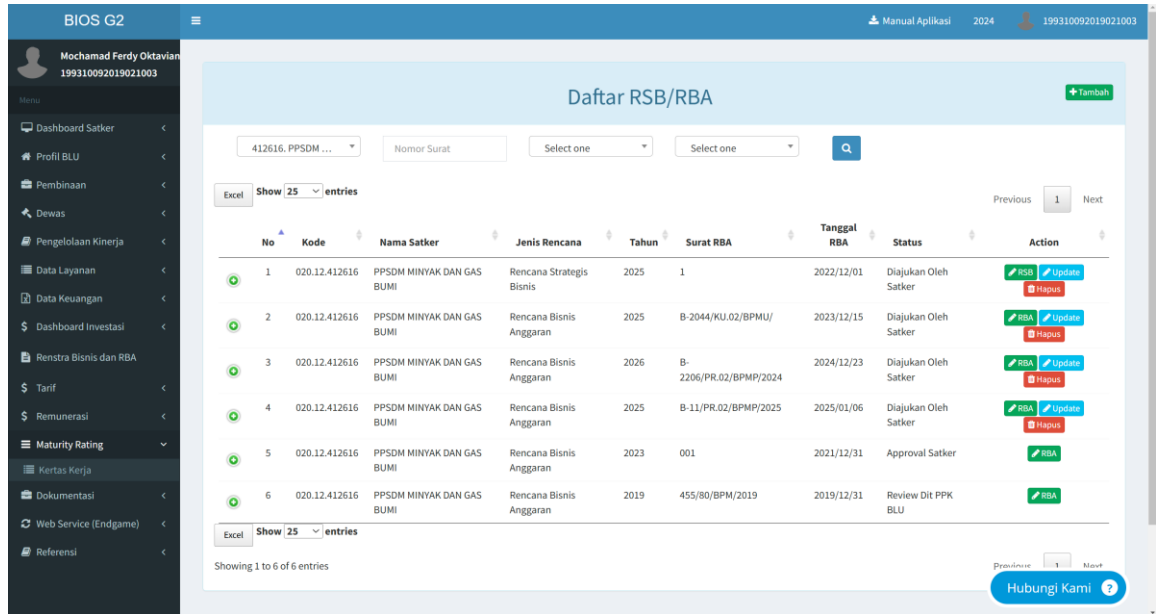 BIOS G2
Manual Aplikasi 2024 199310092019021003
Mochamad Ferdy Oktavian
199310092019021003
Menu
Dashboard Satker
Profil BLU
Pembinaan
Dewas
Pengelolaan Kinerja
Data Layanan
Data Keuangan
Dashboard Investasi
Renstra Bisnis dan RBA
Tarif
Remunerasi
Maturity Rating
Kertas Kerja
Dokumentasi
Web Service (Endgame)
Referensi
Daftar RSB/RBA
Tambah
412616. PPSDM ... Nomor Surat Select one Select one
Excel Show 25 entries
Previous 1 Next
No Kode Nama Satker Jenis Rencana Tahun Surat RBA Tanggal RBA Status Action
1 020.12.412616 PPSDM MINYAK DAN GAS Rencana Strategis 2025 1 2022/12/01 Diajukan Oleh RSB Update
BUMI Bisnis Satker Hapus
2 020.12.412616 PPSDM MINYAK DAN GAS Rencana Bisnis 2025 B-2044/KU.02/BPMU/ 2023/12/15 Diajukan Oleh RBA Update
BUMI Anggaran Satker Hapus
3 020.12.412616 PPSDM MINYAK DAN GAS Rencana Bisnis 2026 B- 2024/12/23 Diajukan Oleh RBA Update
BUMI Anggaran 2206/PR.02/BPMP/2024 Satker Hapus
4 020.12.412616 PPSDM MINYAK DAN GAS Rencana Bisnis 2025 B-11/PR.02/BPMP/2025 2025/01/06 Diajukan Oleh RBA Update
BUMI Anggaran Satker Hapus
5 020.12.412616 PPSDM MINYAK DAN GAS Rencana Bisnis 2023 001 2021/12/31 Approval Satker RBA
BUMI Anggaran
6 020.12.412616 PPSDM MINYAK DAN GAS Rencana Bisnis 2019 455/80/BPM/2019 2019/12/31 Review Dit PPK RBA
BUMI Anggaran BLU
Excel Show 25 entries
Showing 1 to 6 of 6 entries
Previous 1 Next
Hubungi Kami ?